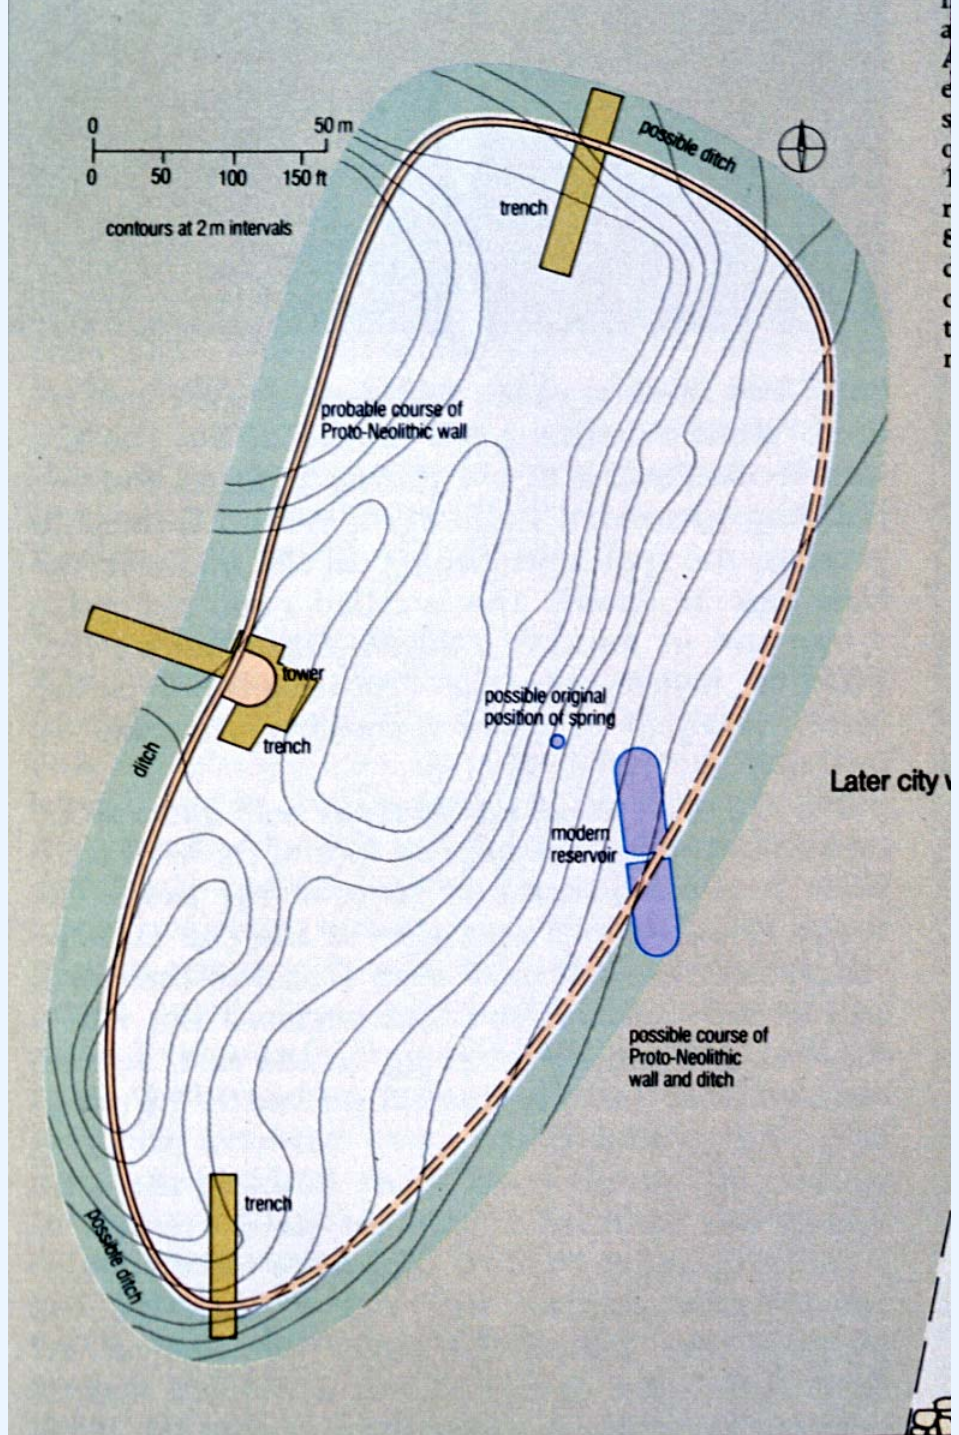 0 50 m
0 50 100 150 ft
contours at 2 m intervals
possible ditch
trench
probable course of
Proto-Neolithic wall
tower
trench
ditch
possible original
position of spring
modern
reservoir
Later city
possible course of
Proto-Neolithic
wall and ditch
trench
possible ditch